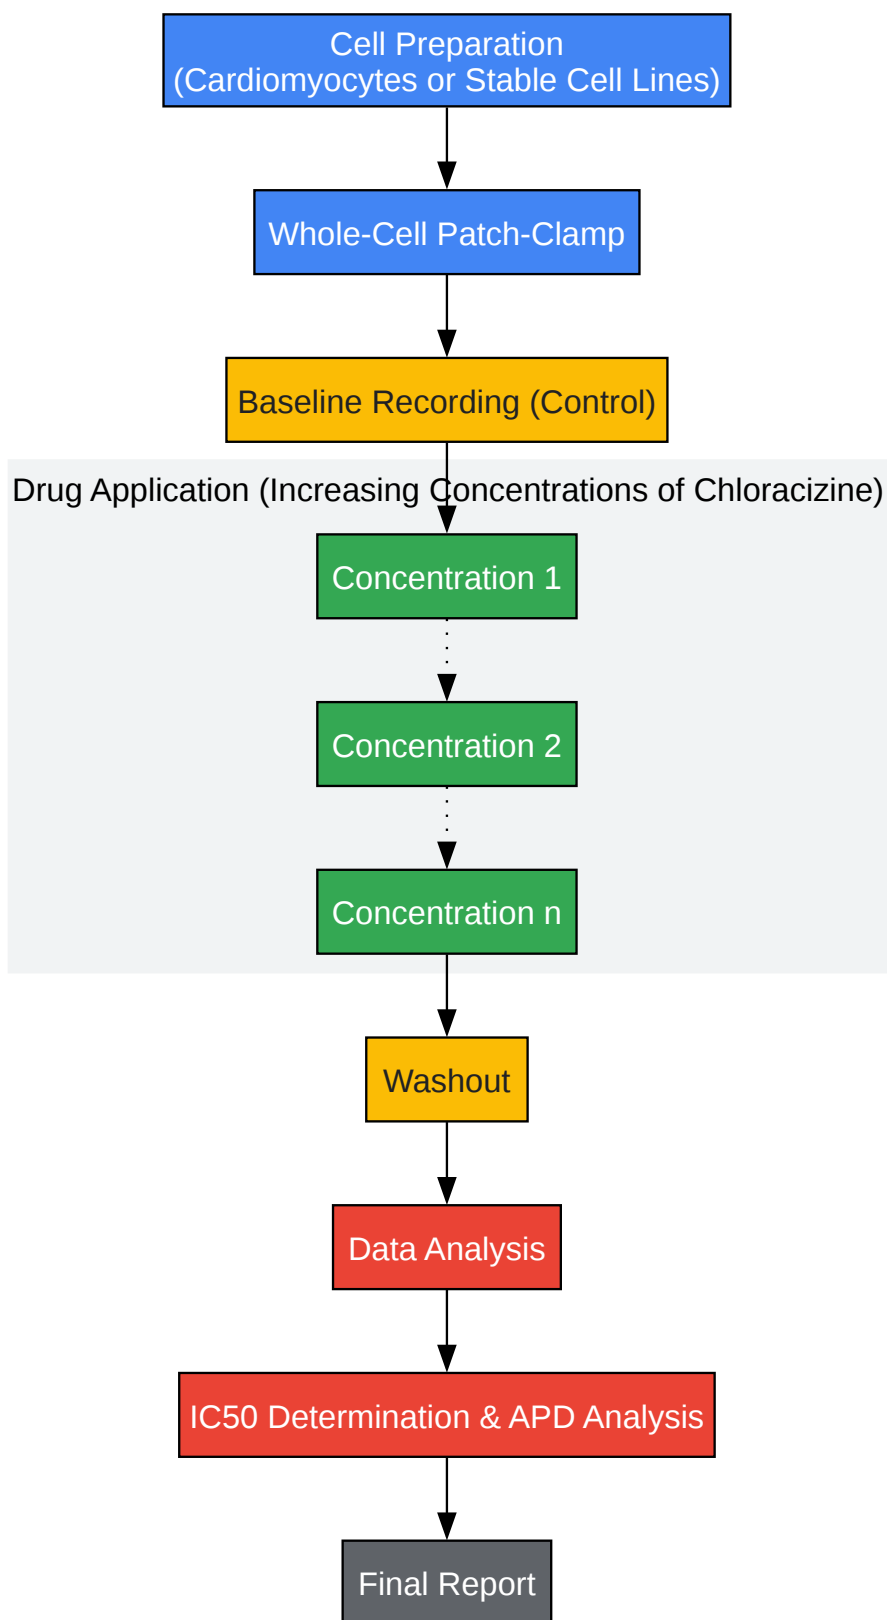 Cell Preparation
(Cardiomyocytes or Stable Cell Lines)
Whole-Cell Patch-Clamp
Baseline Recording (Control)
Drug Application (Increasing Concentrations of Chloracizine)
Concentration 1
Concentration 2
Concentration n
Washout
Data Analysis
IC50 Determination & APD Analysis
Final Report